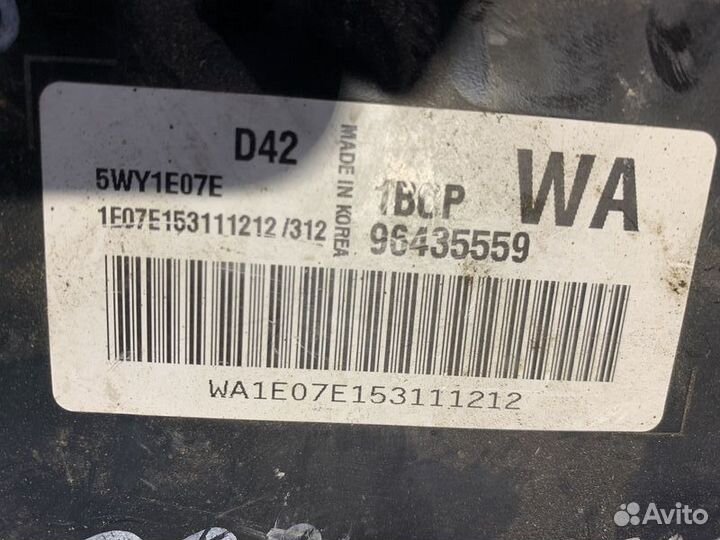 D42
5WY1E07E
1E07E153111212 /312
MADE IN KOREA
1BCP
WA
96435559
WA1E07E153111212
Avito